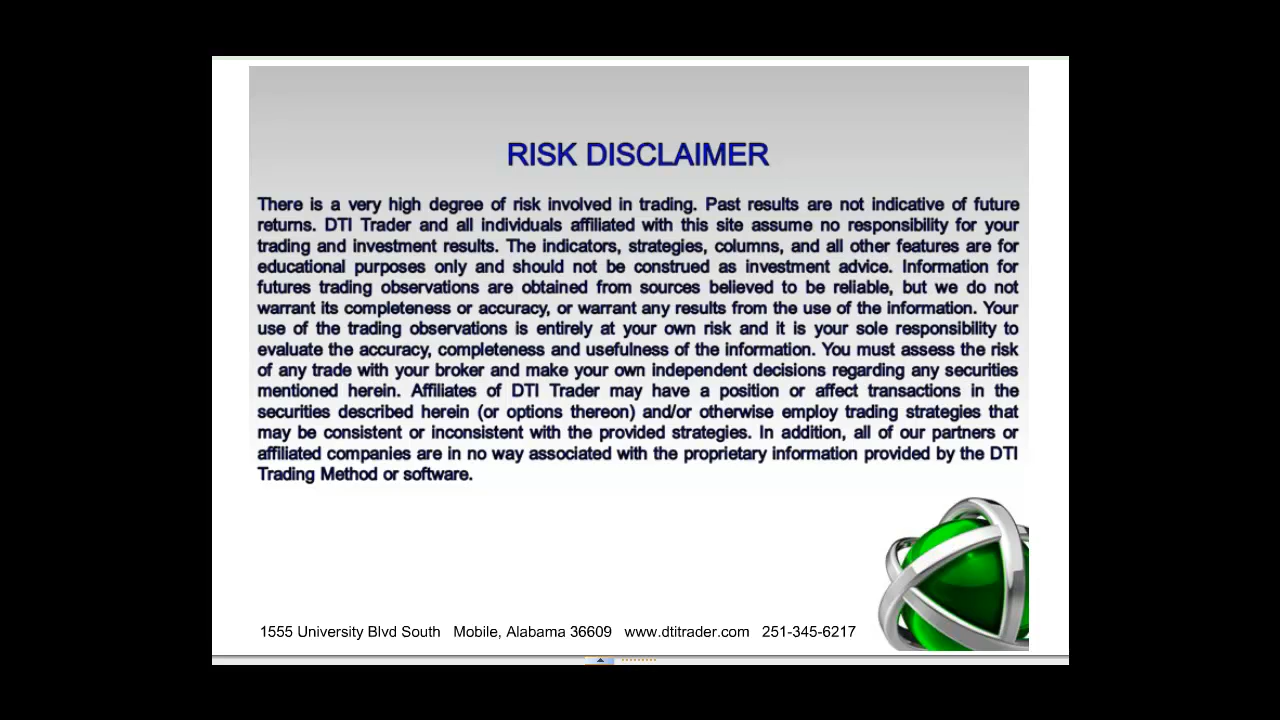 RISK DISCLAIMER
There is a very high degree of risk involved in trading. Past results are not indicative of future
returns. DTI Trader and all individuals affiliated with this site assume no responsibility for your
trading and investment results. The indicators, strategies, columns, and all other features are for
educational purposes only and should not be construed as investment advice. Information for
futures trading observations are obtained from sources believed to be reliable, but we do not
warrant its completeness or accuracy, or warrant any results from the use of the information. Your
use of the trading observations is entirely at your own risk and it is your sole responsibility to
evaluate the accuracy, completeness and usefulness of the information. You must assess the risk
of any trade with your broker and make your own independent decisions regarding any securities
mentioned herein. Affiliates of DTI Trader may have a position or affect transactions in the
securities described herein (or options thereon) and/or otherwise employ trading strategies that
may be consistent or inconsistent with the provided strategies. In addition, all of our partners or
affiliated companies are in no way associated with the proprietary information provided by the DTI
Trading Method or software.
1555 University Blvd South Mobile, Alabama 36609 www.dtitrader.com 251-345-6217